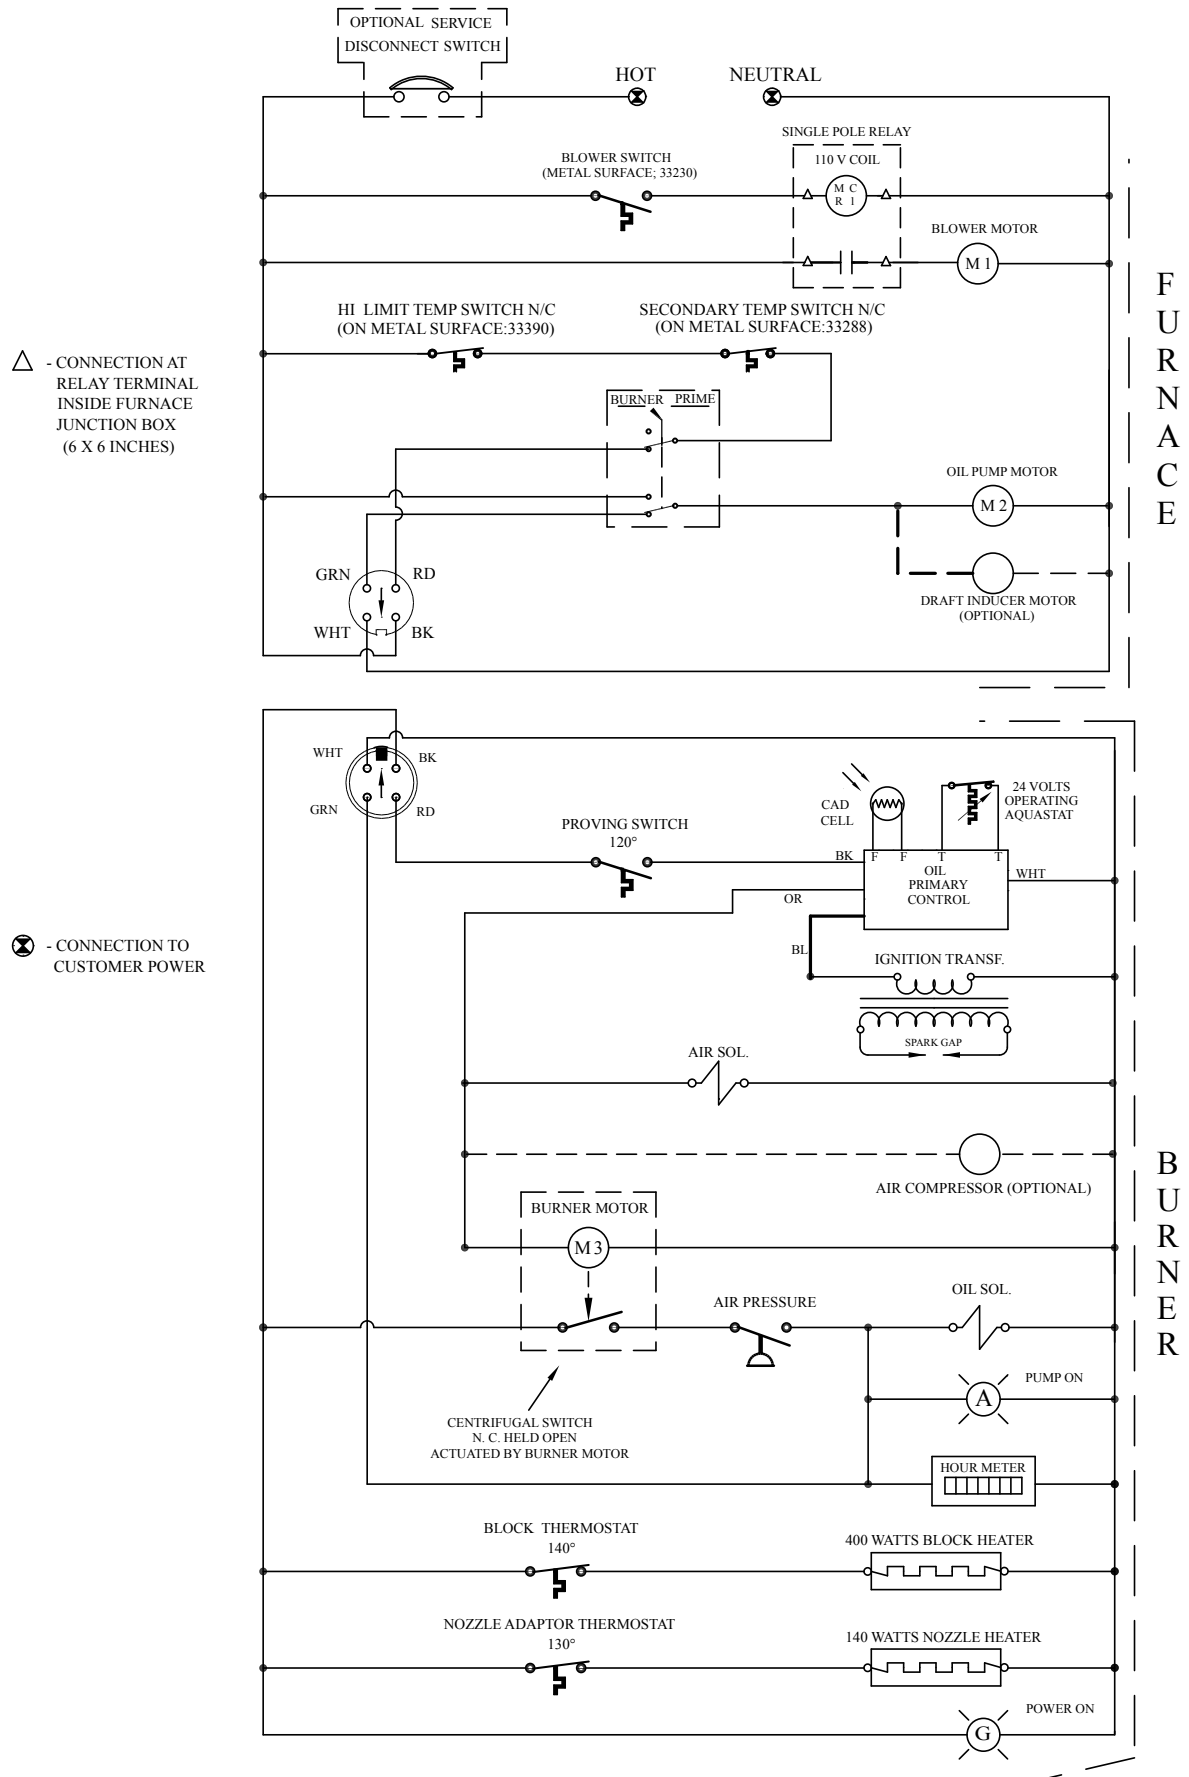 OPTIONAL SERVICE
DISCONNECT SWITCH
HOT
NEUTRAL
SINGLE POLE RELAY
110 V COIL
BLOWER SWITCH
(METAL SURFACE; 33230)
M C
R 1
BLOWER MOTOR
M 1
HI LIMIT TEMP SWITCH N/C
(ON METAL SURFACE:33390)
SECONDARY TEMP SWITCH N/C
(ON METAL SURFACE:33288)
- CONNECTION AT
RELAY TERMINAL
INSIDE FURNACE
JUNCTION BOX
(6 X 6 INCHES)
BURNER PRIME
OIL PUMP MOTOR
M 2
GRN
RD
WHT
BK
DRAFT INDUCER MOTOR
(OPTIONAL)
FURNACE
WHT
BK
GRN
RD
PROVING SWITCH
120°
CAD
CELL
24 VOLTS
OPERATING
AQUASTAT
BK
F F T T
OIL
PRIMARY
CONTROL
WHT
OR
BL
- CONNECTION TO
CUSTOMER POWER
IGNITION TRANSF.
SPARK GAP
AIR SOL.
AIR COMPRESSOR (OPTIONAL)
BURNER MOTOR
M 3
AIR PRESSURE
OIL SOL.
PUMP ON
A
CENTRIFUGAL SWITCH
N. C. HELD OPEN
ACTUATED BY BURNER MOTOR
HOUR METER
BURNER
BLOCK THERMOSTAT
140°
400 WATTS BLOCK HEATER
NOZZLE ADAPTOR THERMOSTAT
130°
140 WATTS NOZZLE HEATER
POWER ON
G